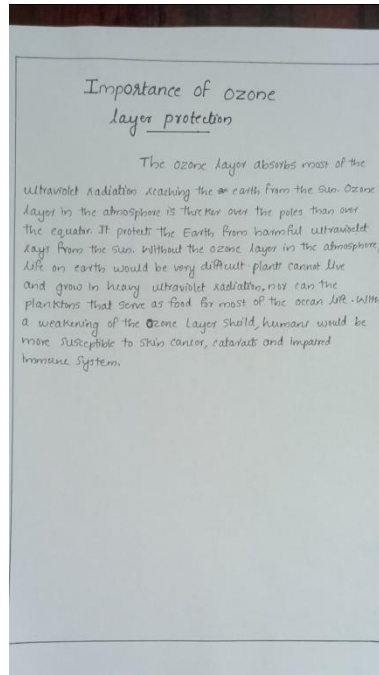 Importance of ozone
layer protection
The ozone layer absorbs most of the
ultraviolet radiation reaching the earth from the sun. Ozone
layer in the atmosphere is thicker over the poles than over
the equator. It protects the Earth from harmful ultraviolet
rays from the sun. Without the ozone layer in the atmosphere,
life on earth would be very difficult plants cannot live
and grow in heavy ultraviolet radiation, nor can the
planktons that serve as food for most of the ocean life. With
a weakening of the Ozone Layer Sheild, humans would be
more susceptible to skin cancer, cataracts and impaired
Immune System.